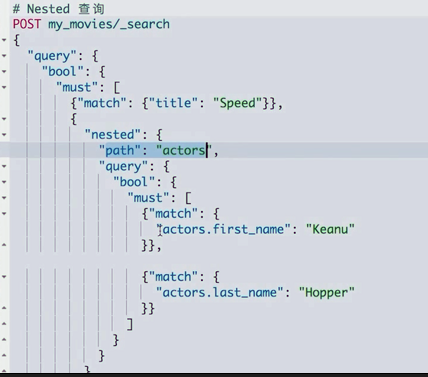 # Nested 查询
POST my_movies/_search
{
  "query": {
    "bool": {
      "must": [
        {"match": {"title": "Speed"}},
        {
          "nested": {
            "path": "actors",
            "query": {
              "bool": {
                "must": [
                  {"match": {
                    "actors.first_name": "Keanu"
                  }},

                  {"match": {
                    "actors.last_name": "Hopper"
                  }}
                ]
              }
            }
          }